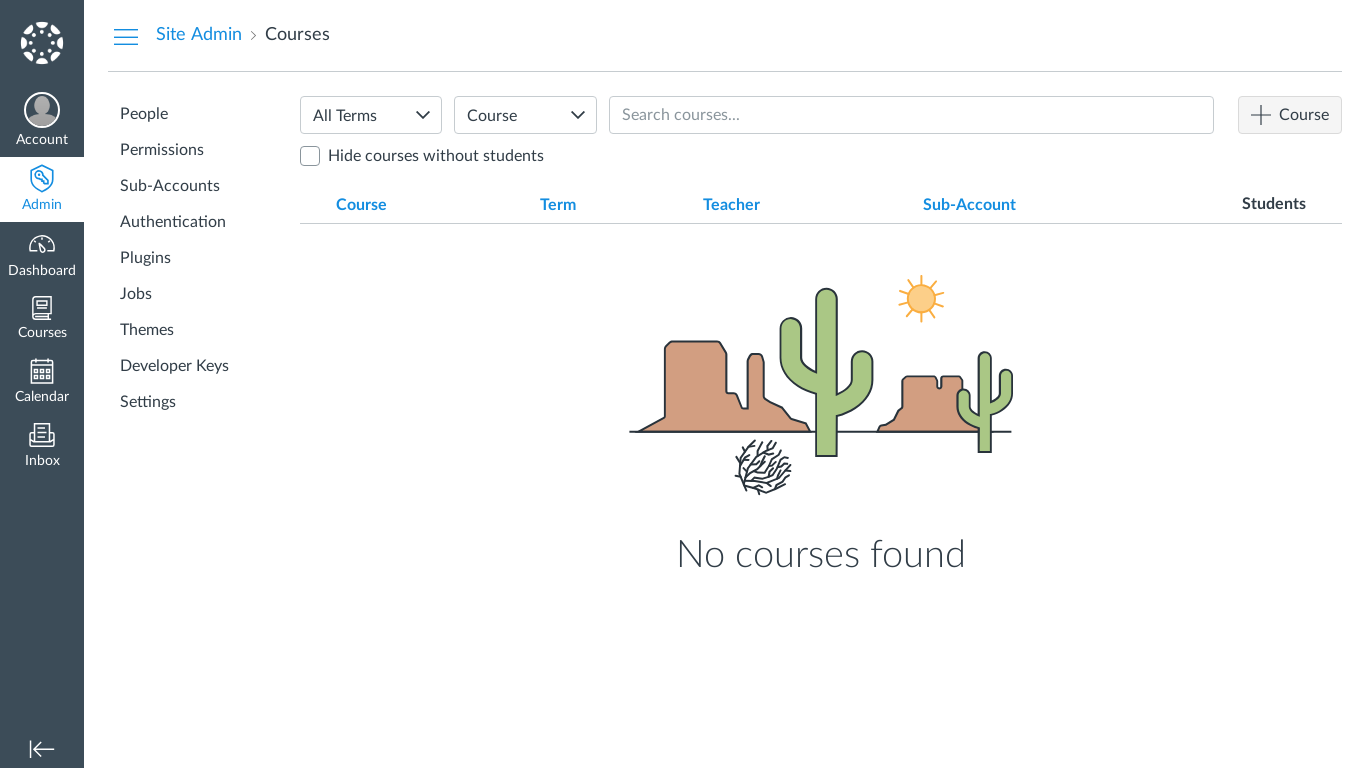 Site Admin > Courses
Account
Admin
Dashboard
Courses
Calendar
Inbox
People
Permissions
Sub-Accounts
Authentication
Plugins
Jobs
Themes
Developer Keys
Settings
All Terms Course Search courses... Course
Hide courses without students
Course Term Teacher Sub-Account Students
No courses found